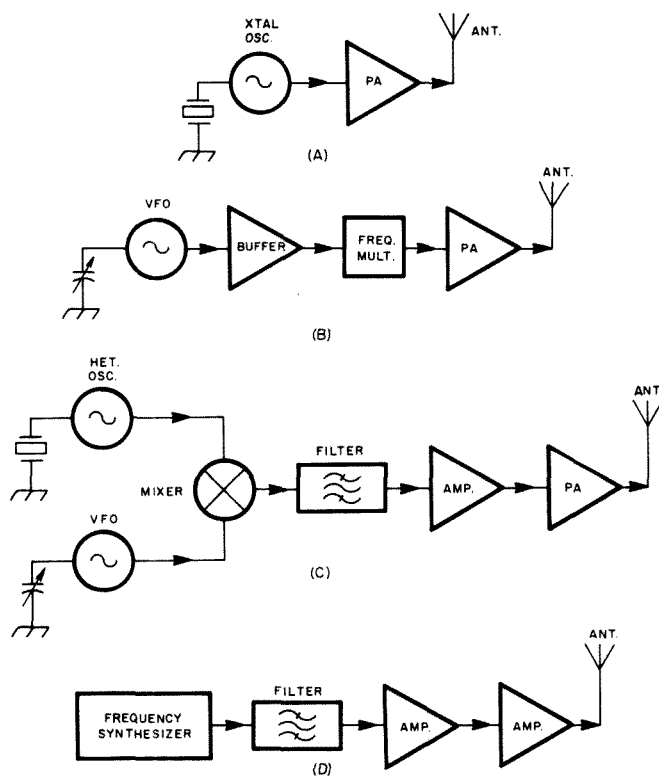 XTAL
OSC.
ANT.
PA
(A)
VFO
ANT.
BUFFER
FREQ.
MULT.
PA
(B)
HET.
OSC.
ANT.
FILTER
MIXER
AMP.
PA
VFO
(C)
ANT.
FILTER
FREQUENCY
SYNTHESIZER
AMP.
AMP.
(D)